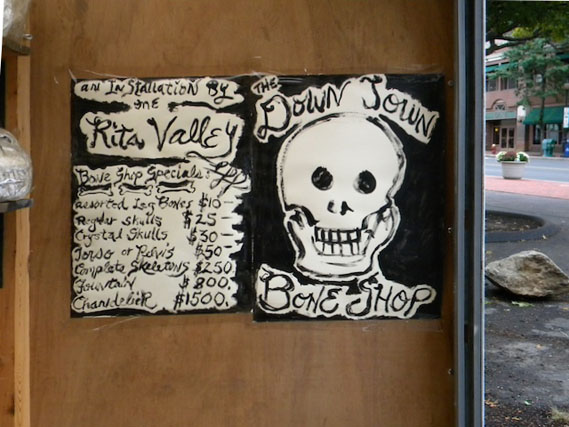 an InStallation By
the
Rita Valley
Bone Shop Specials:
assorted Leg Bones $10
Regular Skulls $25
Crystal Skulls $30
Torso or Pelvis $50
Complete Skeletons $250.
Fountain $800.
Chandelier $1500.
THE
DOWN TOWN
BONE SHOP